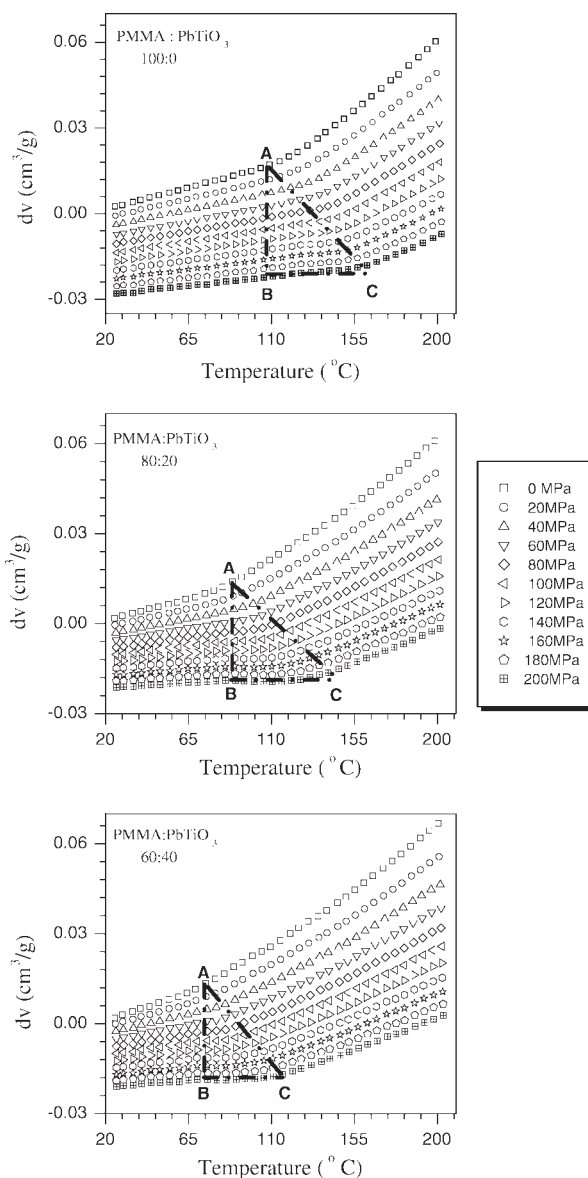 PMMA : PbTiO3
100:0
dv (cm3/g)
0.06
0.03
0.00
-0.03
A
B
C
20
65
110
155
200
Temperature ( oC)
PMMA:PbTiO3
80:20
dv (cm3/g)
0.06
0.03
0.00
-0.03
A
B
C
20
65
110
155
200
Temperature ( oC)
0 MPa
20MPa
40MPa
60MPa
80MPa
100MPa
120MPa
140MPa
160MPa
180MPa
200MPa
PMMA:PbTiO3
60:40
dv (cm3/g)
0.06
0.03
0.00
-0.03
A
B
C
20
65
110
155
200
Temperature ( oC)